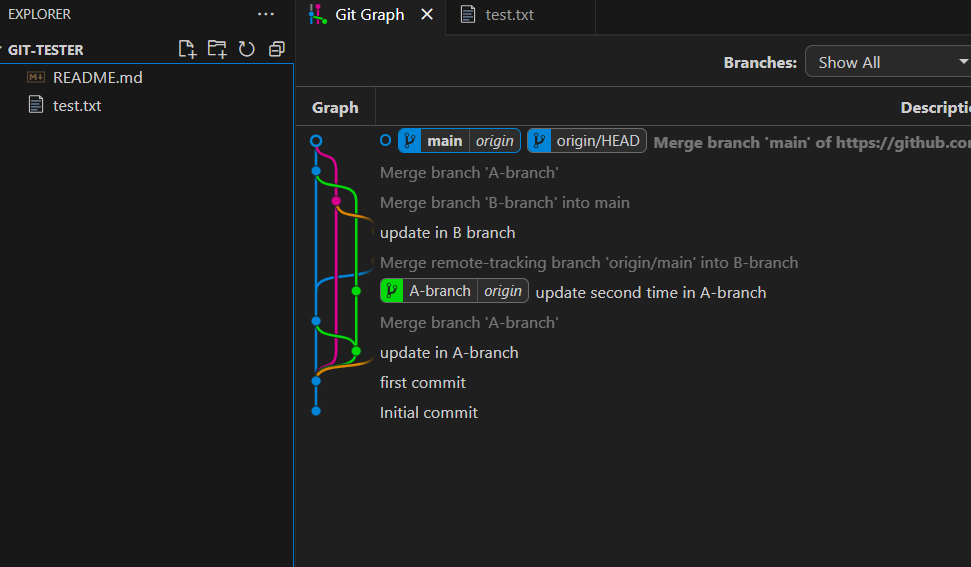 EXPLORER
···
Git Graph
test.txt
GIT-TESTER
README.md
test.txt
Branches:
Show All
Graph
main origin origin/HEAD Merge branch 'main' of https://github.
Merge branch 'A-branch'
Merge branch 'B-branch' into main
update in B branch
Merge remote-tracking branch 'origin/main' into B-branch
A-branch origin update second time in A-branch
Merge branch 'A-branch'
update in A-branch
first commit
Initial commit